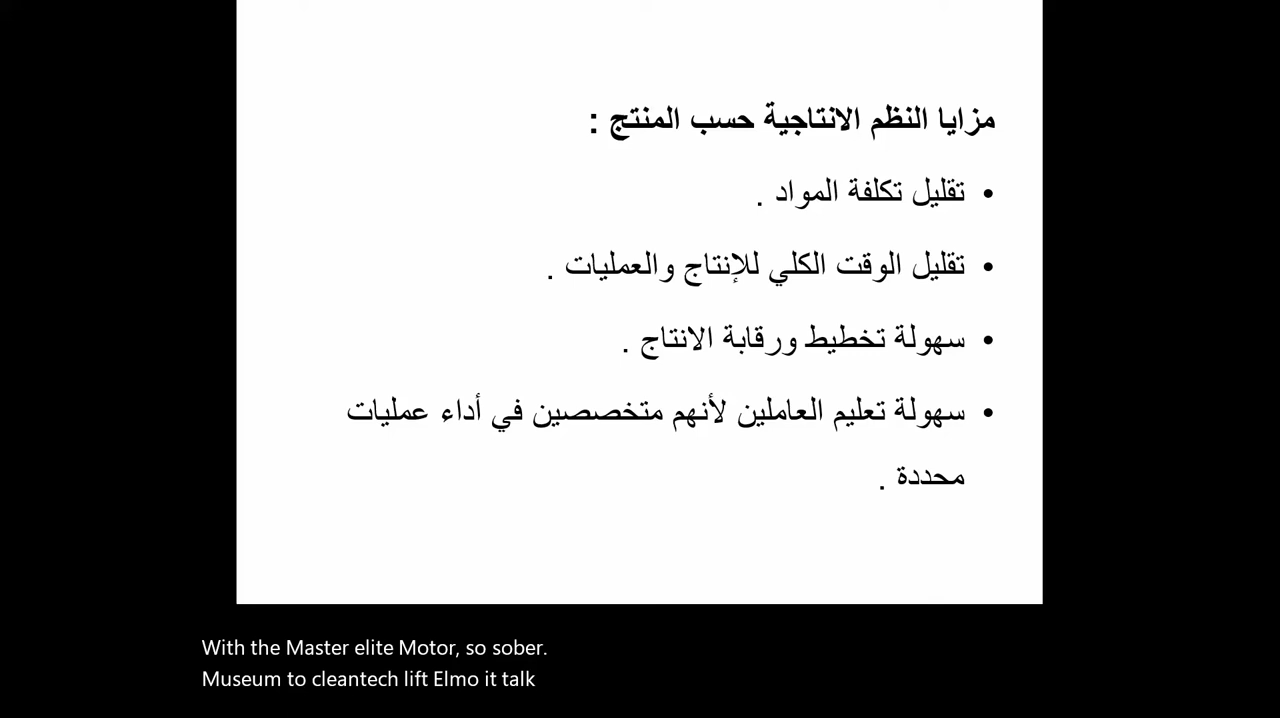 مزايا النظم الانتاجية حسب المنتج :
• تقليل تكلفة المواد .
• تقليل الوقت الكلي للإنتاج والعمليات .
• سهولة تخطيط ورقابة الانتاج .
• سهولة تعليم العاملين لأنهم متخصصين في أداء عمليات
محددة .
With the Master elite Motor, so sober.
Museum to cleantech lift Elmo it talk